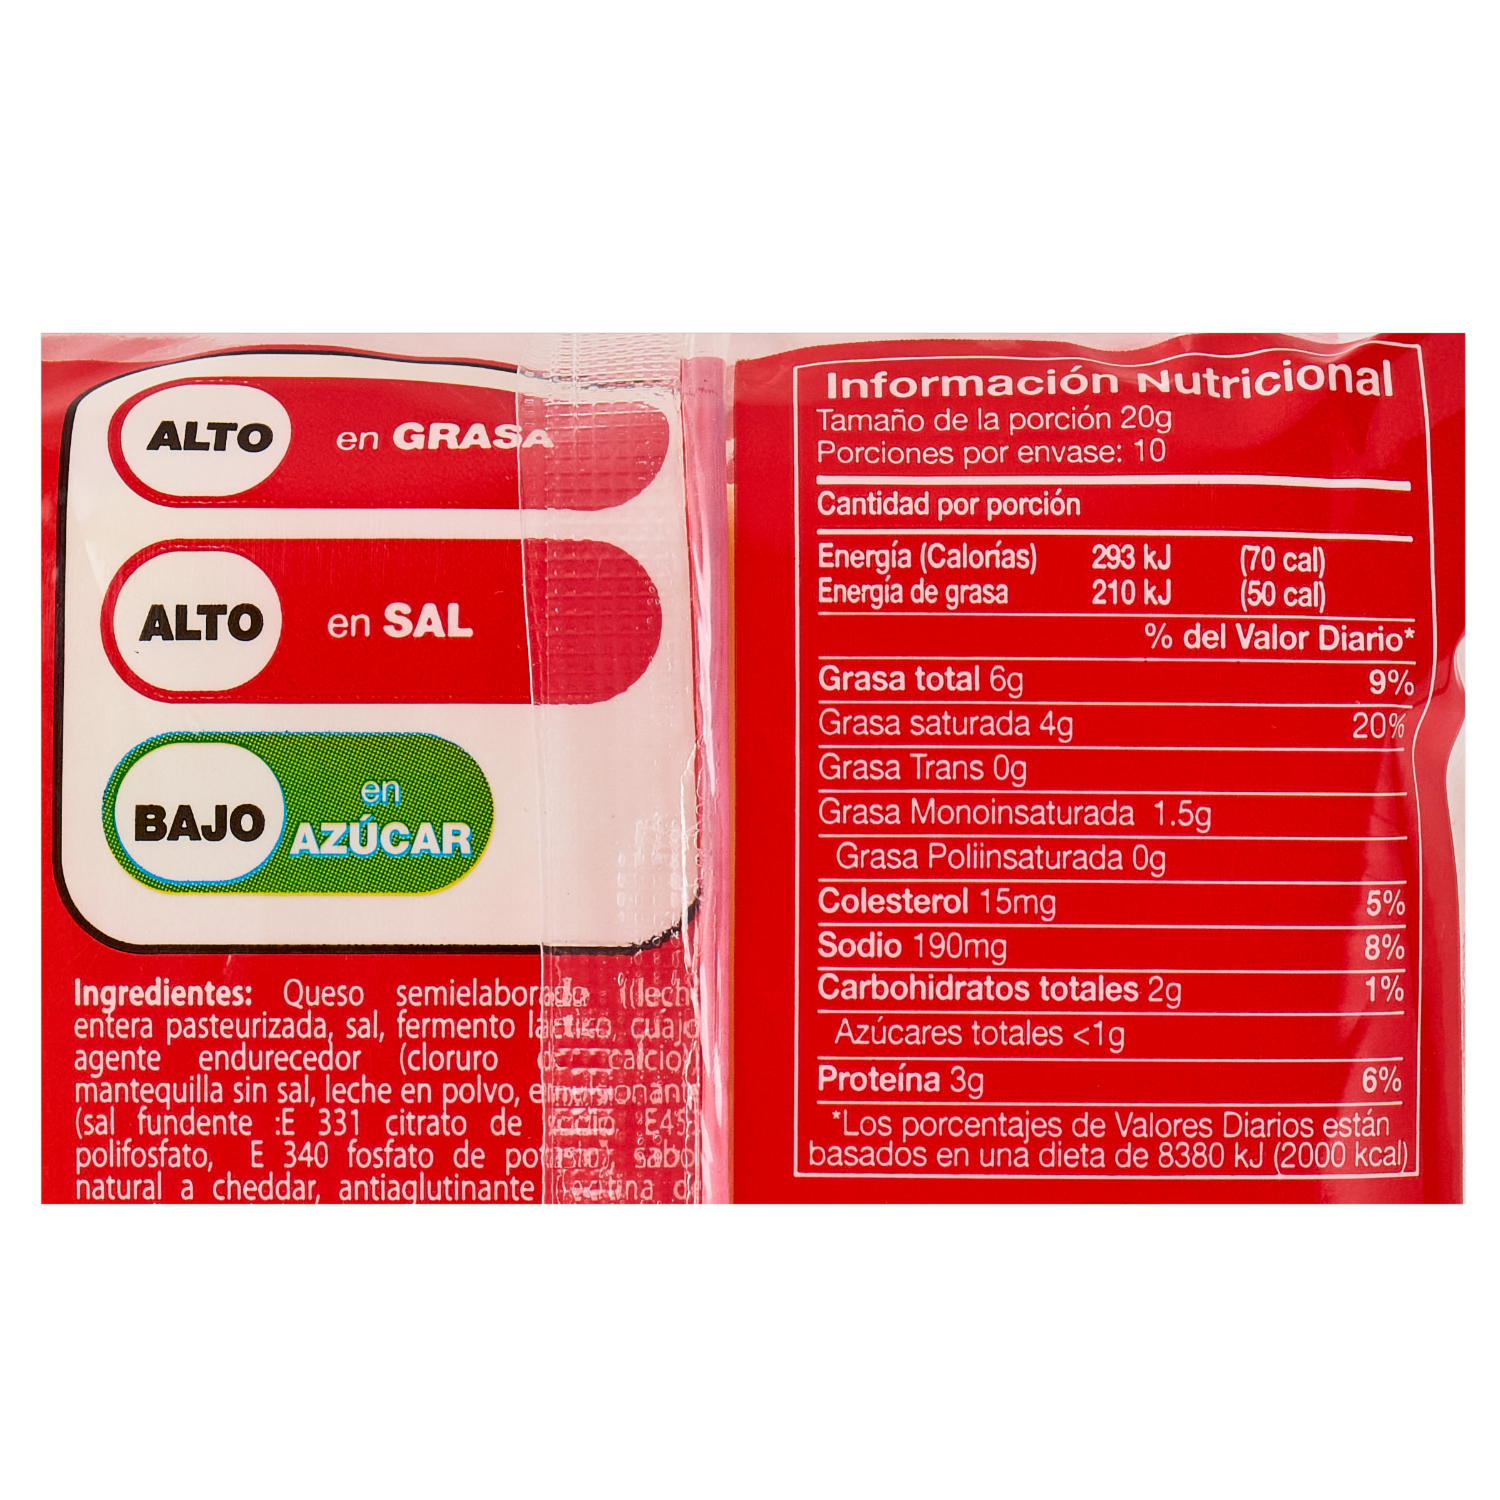 ALTO en GRASA
ALTO en SAL
BAJO en AZÚCAR
Ingredientes: Queso semielaborado ((lech
entera pasteurizada, sal, fermento láctico, cuajo
agente endurecedor (cloruro de calcio)
mantequilla sin sal, leche en polvo, emulsionant
(sal fundente :E 331 citrato de sodio E45
polifosfato, E 340 fosfato de potasio), sabo
natural a cheddar, antiaglutinante lecitina de
Información Nutricional
Tamaño de la porción 20g
Porciones por envase: 10
Cantidad por porción
Energía (Calorías) 293 kJ (70 cal)
Energía de grasa 210 kJ (50 cal)
% del Valor Diario*
Grasa total 6g 9%
Grasa saturada 4g 20%
Grasa Trans 0g
Grasa Monoinsaturada 1.5g
Grasa Poliinsaturada 0g
Colesterol 15mg 5%
Sodio 190mg 8%
Carbohidratos totales 2g 1%
Azúcares totales <1g
Proteína 3g 6%
*Los porcentajes de Valores Diarios están
basados en una dieta de 8380 kJ (2000 kcal)